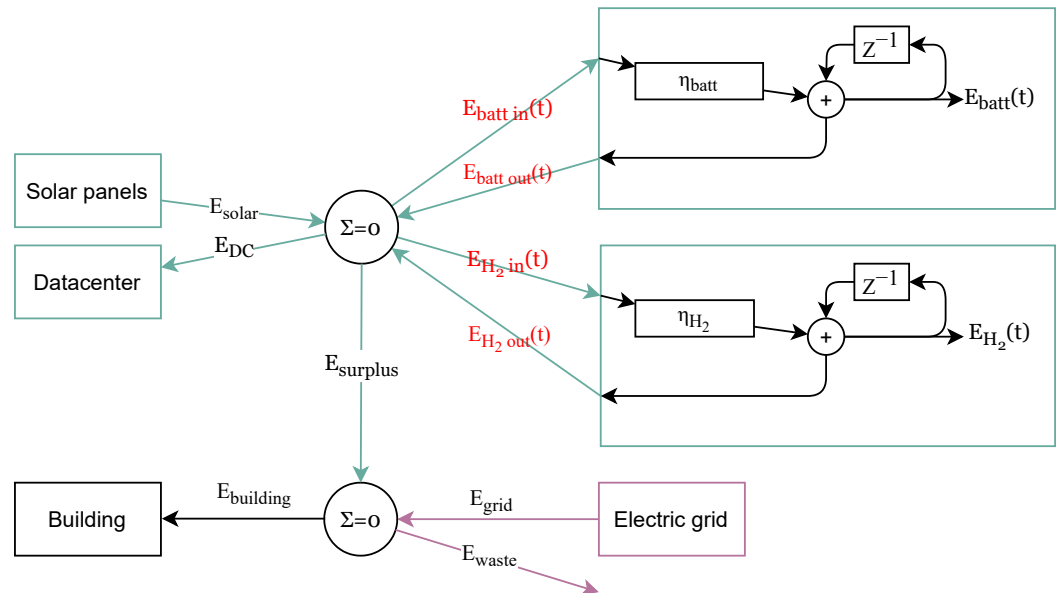 Z⁻¹
η_batt
+
E_batt(t)
E_batt in(t)
E_batt out(t)
Solar panels
E_solar
Σ=0
E_DC
Datacenter
E_H₂ in(t)
Z⁻¹
η_H₂
+
E_H₂(t)
E_H₂ out(t)
E_surplus
Building
E_building
Σ=0
E_grid
Electric grid
E_waste